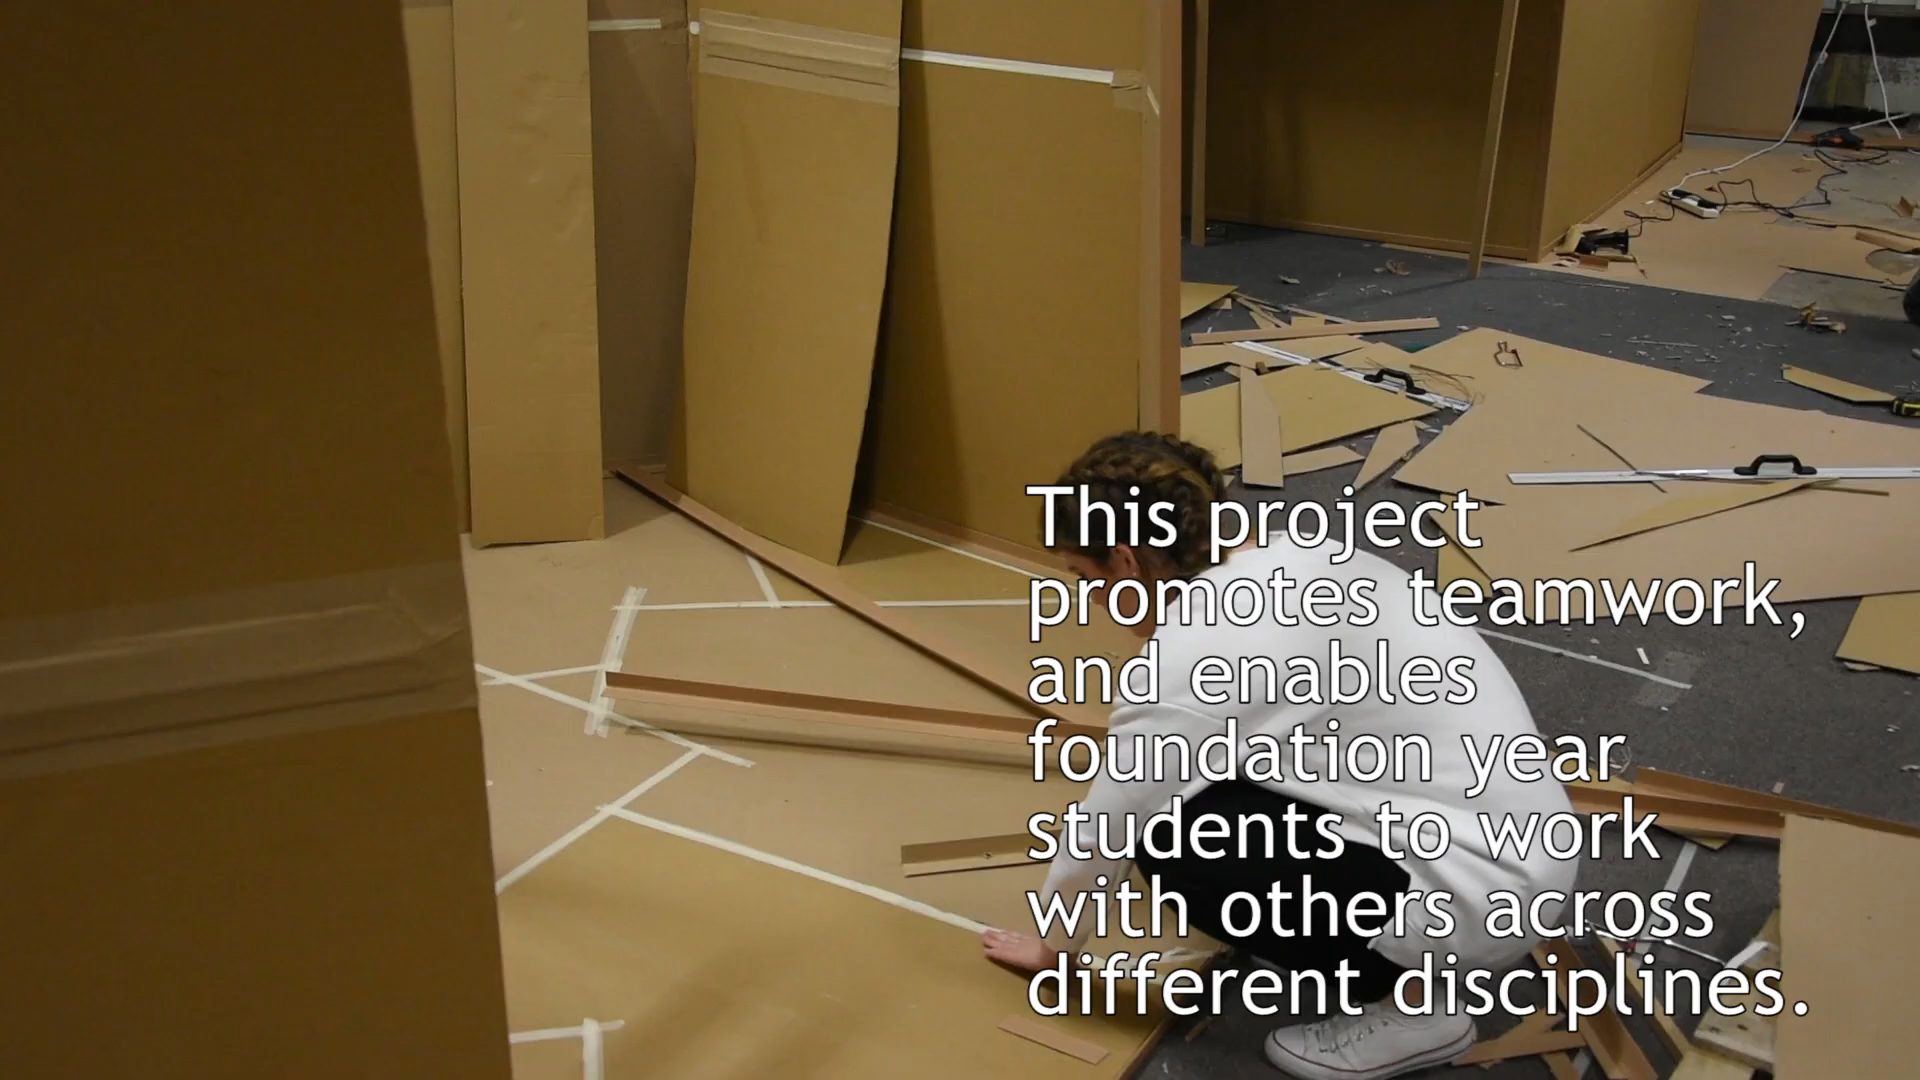 This project
promotes teamwork,
and enables
foundation year
students to work
with others across
different disciplines.